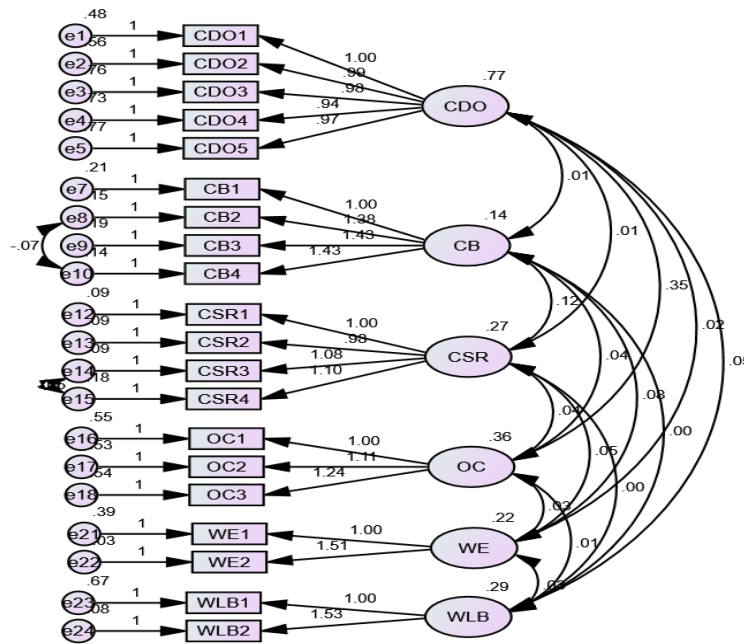 .48
e1 1 CDO1
.56
e2 1 CDO2
.76
e3 1 CDO3
.73
e4 1 CDO4
.77
e5 1 CDO5
1.00
.99
.98
.94
.97
.77
CDO
.21
e7 1 CB1
.15
e8 1 CB2
.19
e9 1 CB3
.14
e10 1 CB4
-.07
1.00
1.38
1.43
1.43
.14
CB
.09
e12 1 CSR1
.09
e13 1 CSR2
.09
e14 1 CSR3
.18
e15 1 CSR4
1.00
.98
1.08
1.10
.27
CSR
.55
e16 1 OC1
.53
e17 1 OC2
.54
e18 1 OC3
1.00
1.11
1.24
.36
OC
.39
e21 1 WE1
.03
e22 1 WE2
1.00
1.51
.22
WE
.67
e23 1 WLB1
.08
e24 1 WLB2
1.00
1.53
.29
WLB
.01
.01
.35
.02
.05
.12
.04
.08
.00
.04
.05
.00
.03
.01